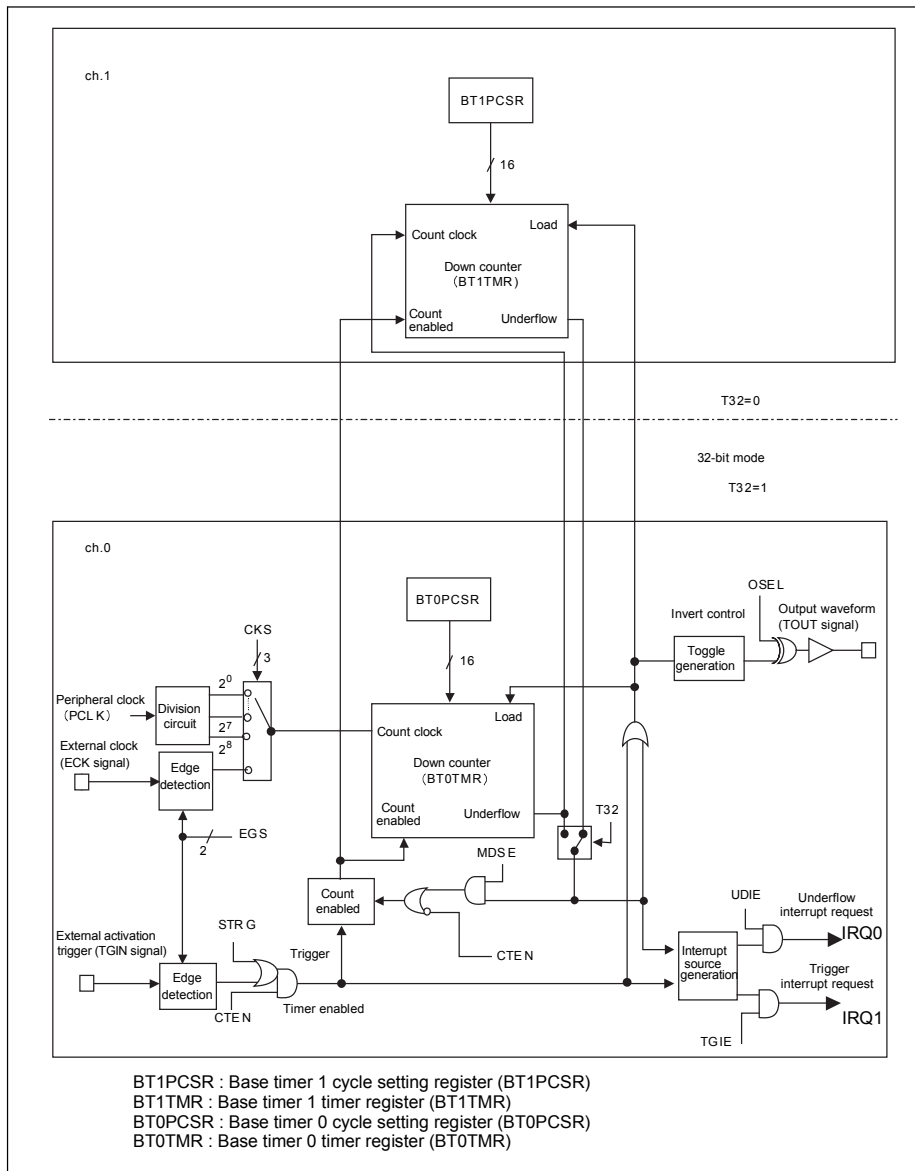 ch.1
BT1PCSR
16
Count clock
Load
Down counter
(BT1TMR)
Count
enabled
Underflow
T32=0
32-bit mode
T32=1
ch.0
BT0PCSR
OSEL
Invert control
Output waveform
(TOUT signal)
CKS
3
16
Toggle
generation
Peripheral clock
(PCLK)
Division
circuit
2^0
2^7
2^8
Load
Count clock
External clock
(ECK signal)
Edge
detection
Down counter
(BT0TMR)
Count
enabled
Underflow
T32
EGS
2
MDSE
Count
enabled
UDIE
Underflow
interrupt request
IRQ0
STRG
CTEN
External activation
trigger (TGIN signal)
Trigger
Interrupt
source
generation
Edge
detection
Trigger
interrupt request
IRQ1
CTEN
Timer enabled
TGIE
BT1PCSR : Base timer 1 cycle setting register (BT1PCSR)
BT1TMR : Base timer 1 timer register (BT1TMR)
BT0PCSR : Base timer 0 cycle setting register (BT0PCSR)
BT0TMR : Base timer 0 timer register (BT0TMR)